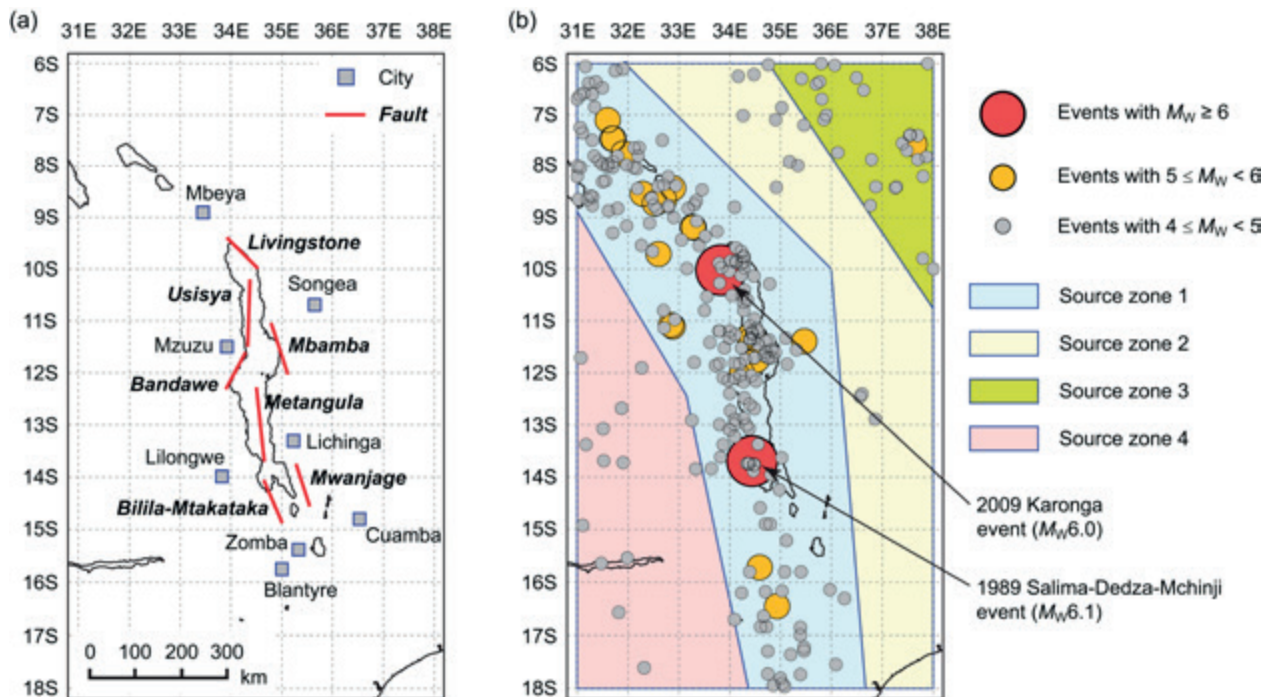 (a)
31E 32E 33E 34E 35E 36E 37E 38E
6S
7S
8S
9S
10S
11S
12S
13S
14S
15S
16S
17S
18S
City
Fault
Mbeya
Livingstone
Songea
Usisya
Mzuzu
Mbamba
Bandawe
Metangula
Lichinga
Lilongwe
Mwanjage
Bilila-Mtakataka
Cuamba
Zomba
Blantyre
0 100 200 300
km
(b)
31E 32E 33E 34E 35E 36E 37E 38E
6S
7S
8S
9S
10S
11S
12S
13S
14S
15S
16S
17S
18S
Events with MW ≥ 6
Events with 5 ≤ MW < 6
Events with 4 ≤ MW < 5
Source zone 1
Source zone 2
Source zone 3
Source zone 4
2009 Karonga
event (MW6.0)
1989 Salima-Dedza-Mchinji
event (MW6.1)